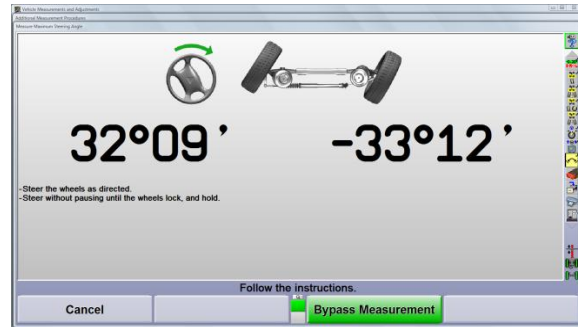 Vehicle Measurements and Adjustments
Additional Measurement Procedures
Measure Maximum Steering Angle
32°09' -33°12'
-Steer the wheels as directed.
-Steer without pausing until the wheels lock, and hold.
Follow the instructions.
Cancel Bypass Measurement